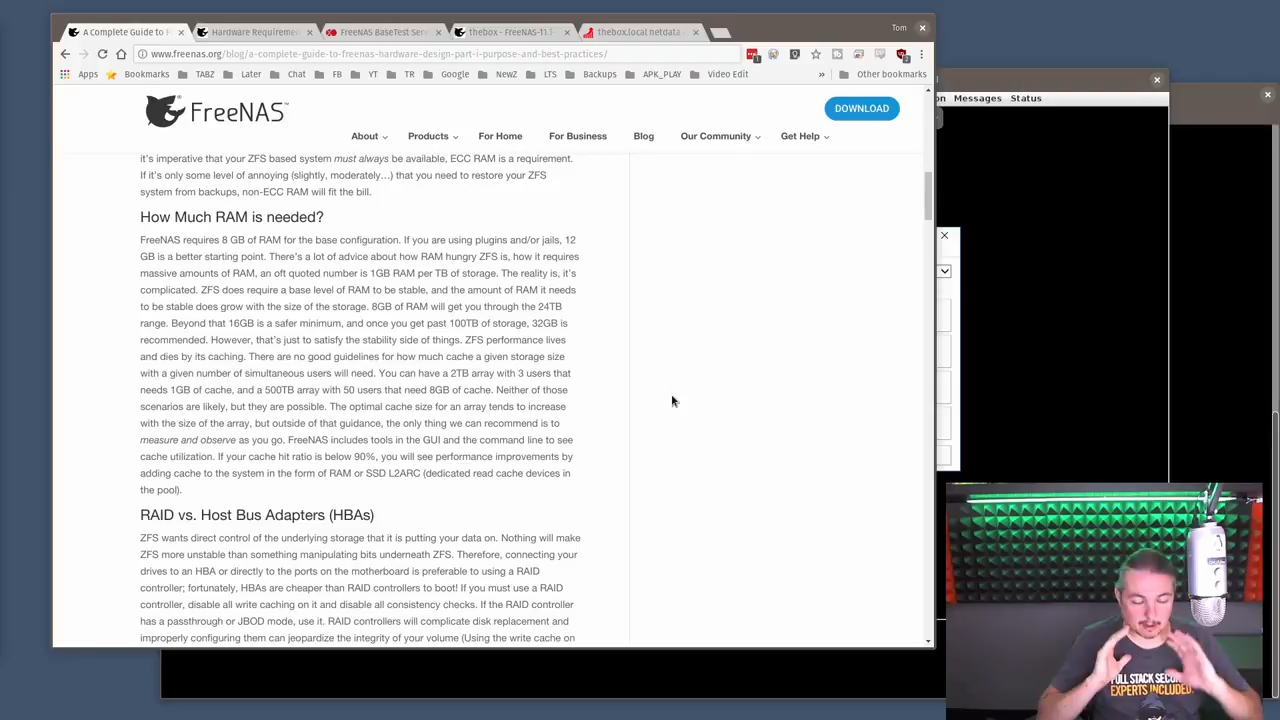 A Complete Guide to F
Hardware Requiremen
FreeNAS BaseTest Serv
thebox - FreeNAS-11.1-
thebox.local netdata -
Tom
www.freenas.org/blog/a-complete-guide-to-freenas-hardware-design-part-i-purpose-and-best-practices/
Apps
Bookmarks
TABZ
Later
Chat
FB
YT
TR
Google
NewZ
LTS
Backups
APK_PLAY
Video Edit
»
Other bookmarks
on Messages Status
FreeNAS™
DOWNLOAD
About
Products
For Home
For Business
Blog
Our Community
Get Help
it's imperative that your ZFS based system must always be available, ECC RAM is a requirement.
If it's only some level of annoying (slightly, moderately…) that you need to restore your ZFS
system from backups, non-ECC RAM will fit the bill.
How Much RAM is needed?
FreeNAS requires 8 GB of RAM for the base configuration. If you are using plugins and/or jails, 12
GB is a better starting point. There's a lot of advice about how RAM hungry ZFS is, how it requires
massive amounts of RAM, an oft quoted number is 1GB RAM per TB of storage. The reality is, it's
complicated. ZFS does require a base level of RAM to be stable, and the amount of RAM it needs
to be stable does grow with the size of the storage. 8GB of RAM will get you through the 24TB
range. Beyond that 16GB is a safer minimum, and once you get past 100TB of storage, 32GB is
recommended. However, that's just to satisfy the stability side of things. ZFS performance lives
and dies by its caching. There are no good guidelines for how much cache a given storage size
with a given number of simultaneous users will need. You can have a 2TB array with 3 users that
needs 1GB of cache, and a 500TB array with 50 users that need 8GB of cache. Neither of those
scenarios are likely, but they are possible. The optimal cache size for an array tends to increase
with the size of the array, but outside of that guidance, the only thing we can recommend is to
measure and observe as you go. FreeNAS includes tools in the GUI and the command line to see
cache utilization. If your cache hit ratio is below 90%, you will see performance improvements by
adding cache to the system in the form of RAM or SSD L2ARC (dedicated read cache devices in
the pool).
RAID vs. Host Bus Adapters (HBAs)
ZFS wants direct control of the underlying storage that it is putting your data on. Nothing will make
ZFS more unstable than something manipulating bits underneath ZFS. Therefore, connecting your
drives to an HBA or directly to the ports on the motherboard is preferable to using a RAID
controller; fortunately, HBAs are cheaper than RAID controllers to boot! If you must use a RAID
controller, disable all write caching on it and disable all consistency checks. If the RAID controller
has a passthrough or JBOD mode, use it. RAID controllers will complicate disk replacement and
improperly configuring them can jeopardize the integrity of your volume (Using the write cache on
FULL STACK SECU
EXPERTS INCLUDED.